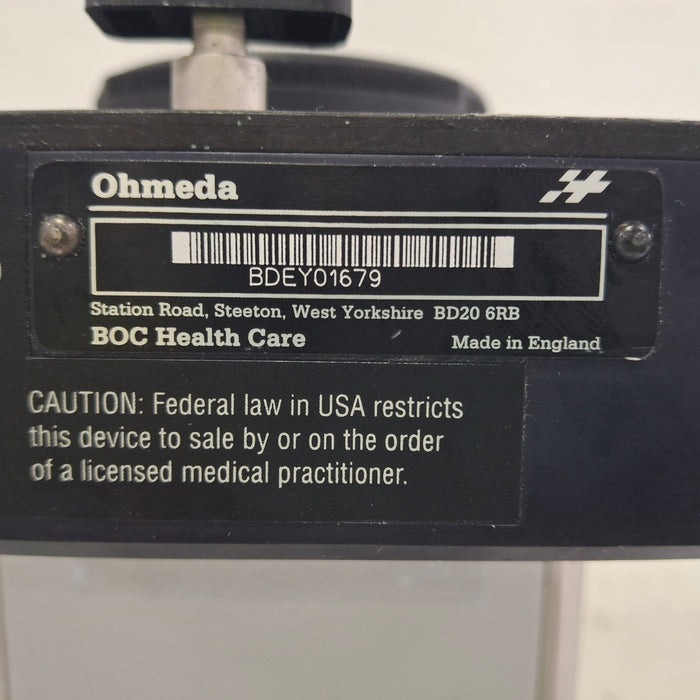 Ohmeda
BDEY01679
Station Road, Steeton, West Yorkshire BD20 6RB
BOC Health Care Made in England
CAUTION: Federal law in USA restricts
this device to sale by or on the order
of a licensed medical practitioner.